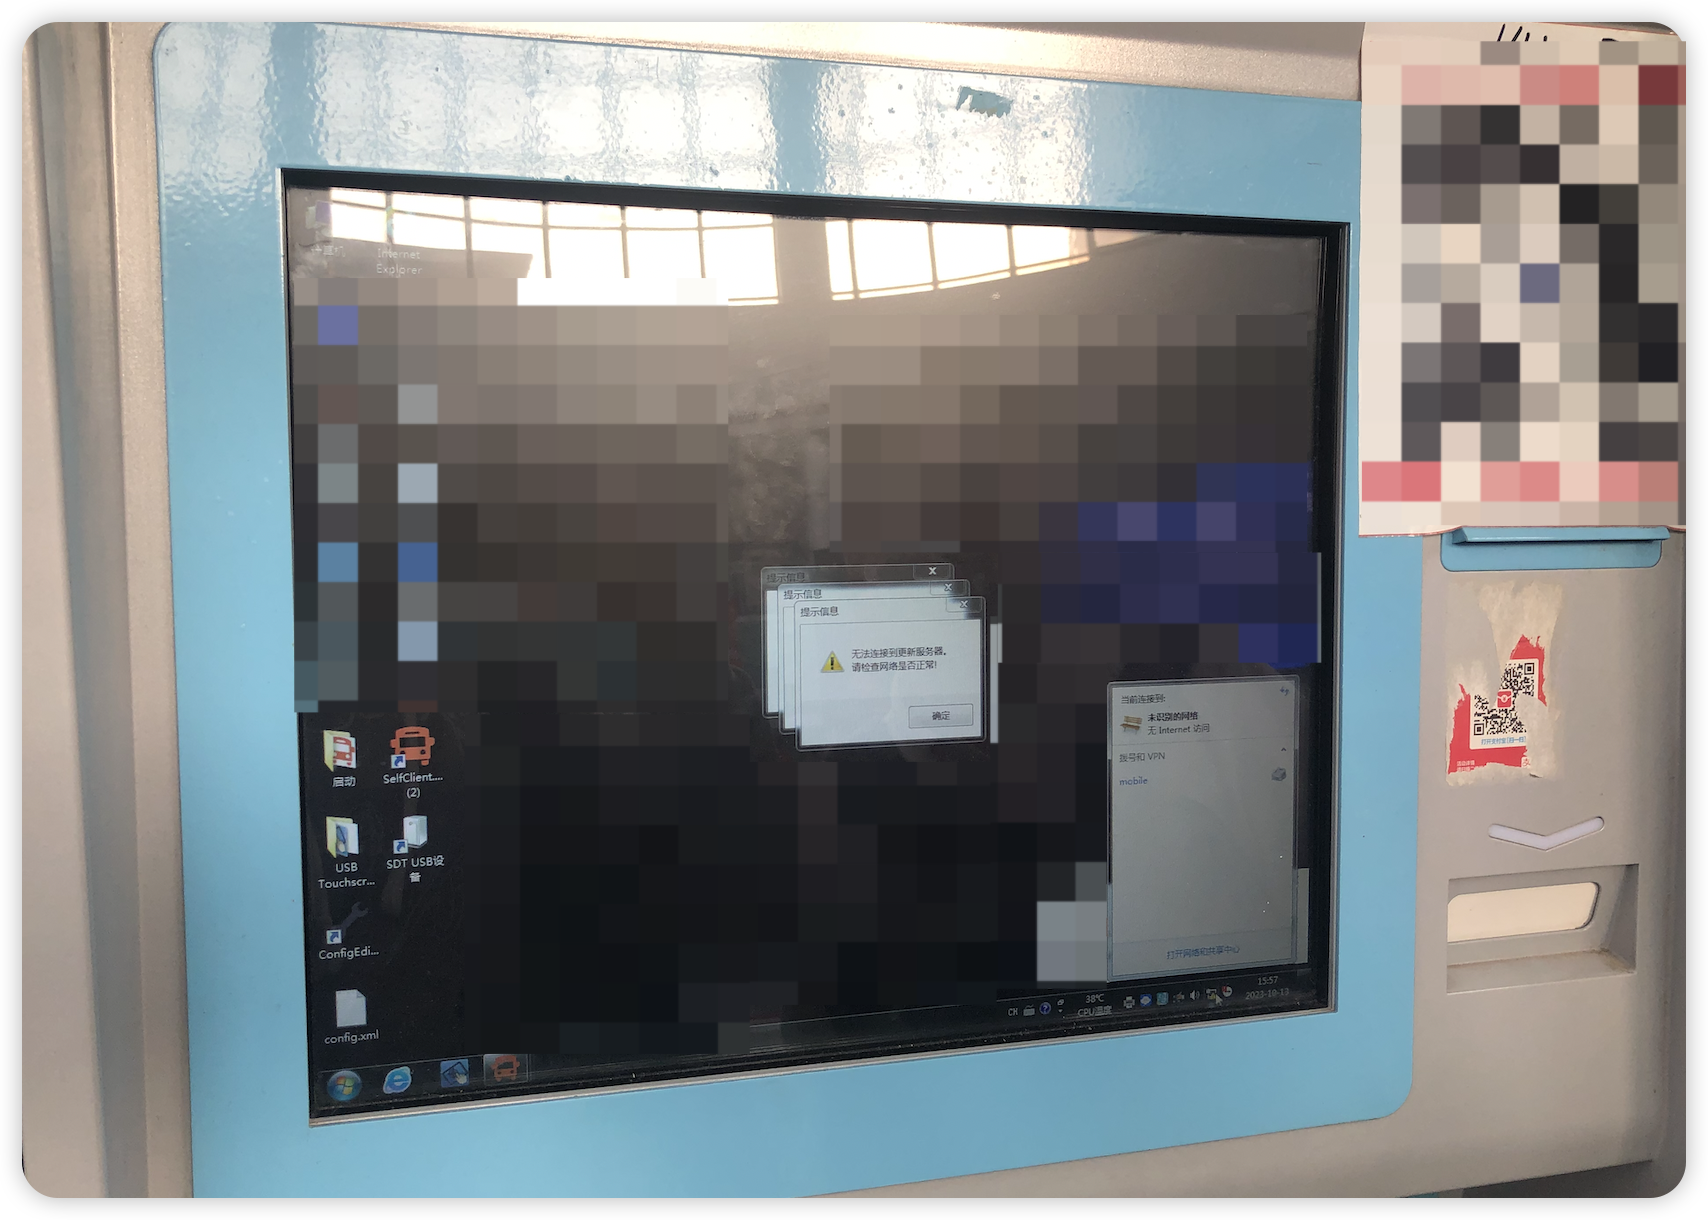 Internet
Explorer
提示信息
提示信息
提示信息
无法连接到更新服务器。
请检查网络是否正常!
确定
当前连接到:
未识别的网络
无 Internet 访问
拨号和 VPN
mobile
打开网络和共享中心
启动
SelfClient....
(2)
USB
Touchscr...
SDT USB设
备
ConfigEdi...
config.xml
CH
38℃
CPU温度
15:57
2023-10-13